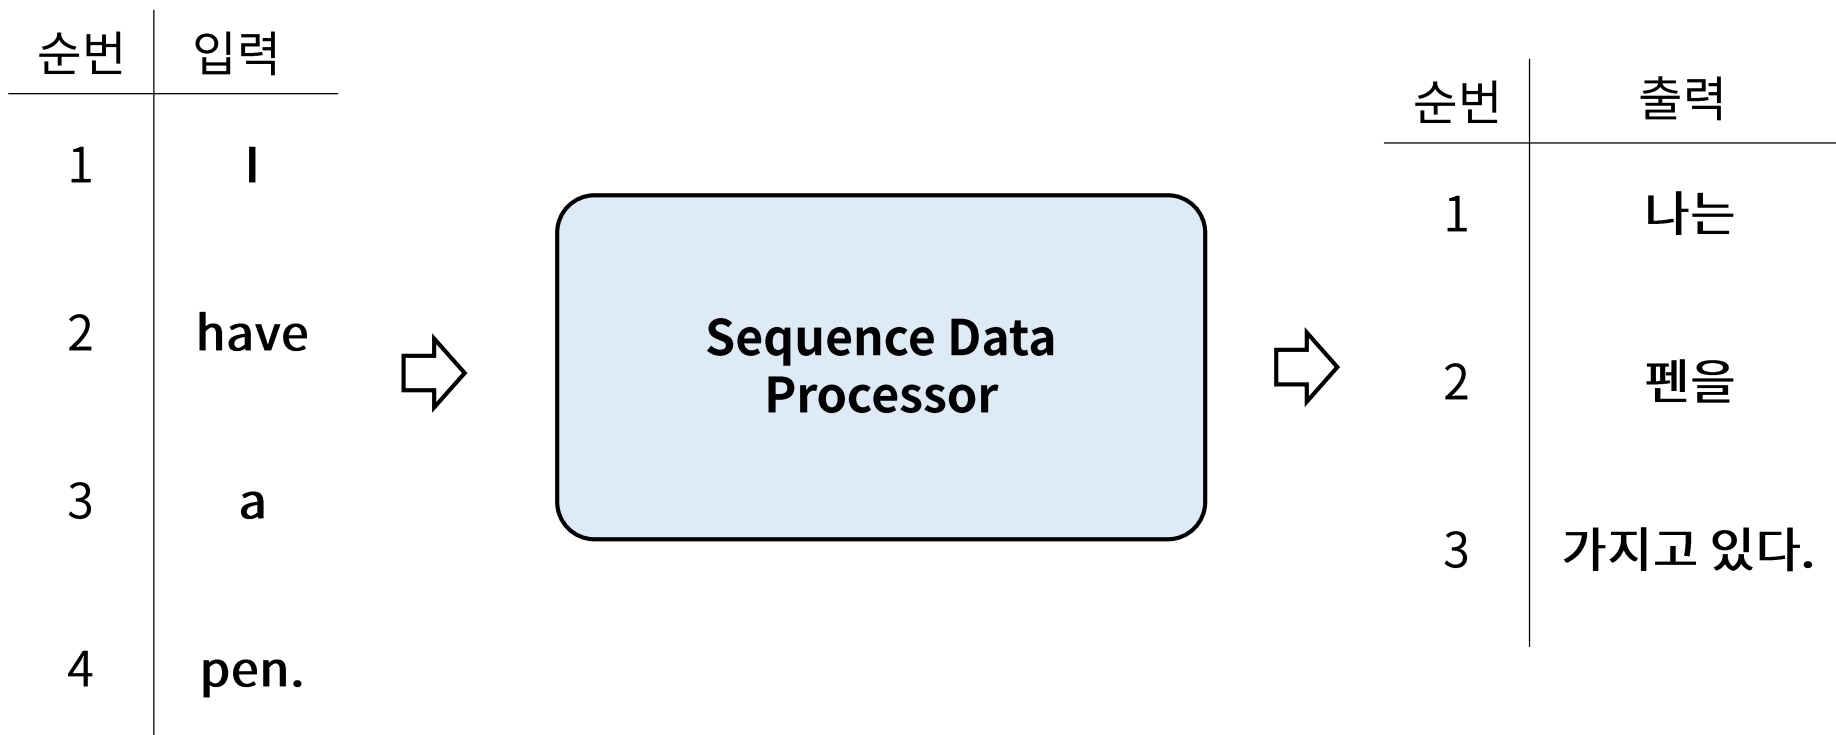 순번 입력
1 I
2 have
3 a
4 pen.
Sequence Data
Processor
순번 출력
1 나는
2 펜을
3 가지고 있다.